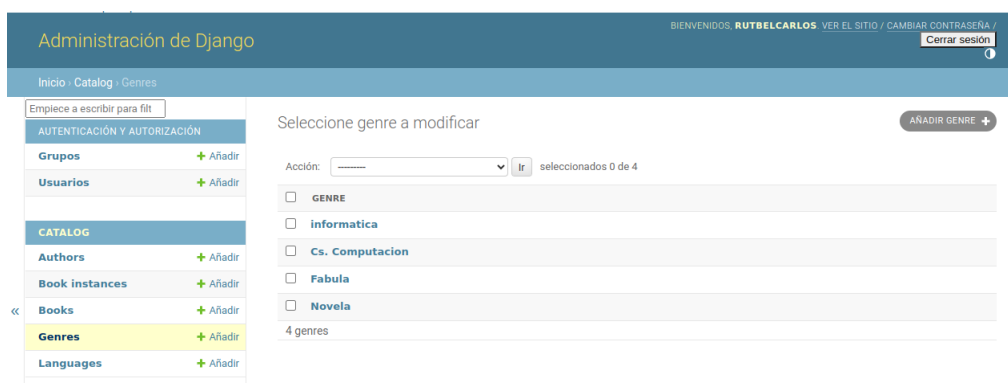 Administración de Django
BIENVENIDOS, RUTBELCARLOS. VER EL SITIO / CAMBIAR CONTRASEÑA /
Cerrar sesión
Inicio › Catalog › Genres
Empiece a escribir para filt
AUTENTICACIÓN Y AUTORIZACIÓN
Grupos + Añadir
Usuarios + Añadir
CATALOG
Authors + Añadir
Book instances + Añadir
« Books + Añadir
Genres + Añadir
Languages + Añadir
Seleccione genre a modificar
AÑADIR GENRE +
Acción: --------- Ir seleccionados 0 de 4
GENRE
informatica
Cs. Computacion
Fabula
Novela
4 genres